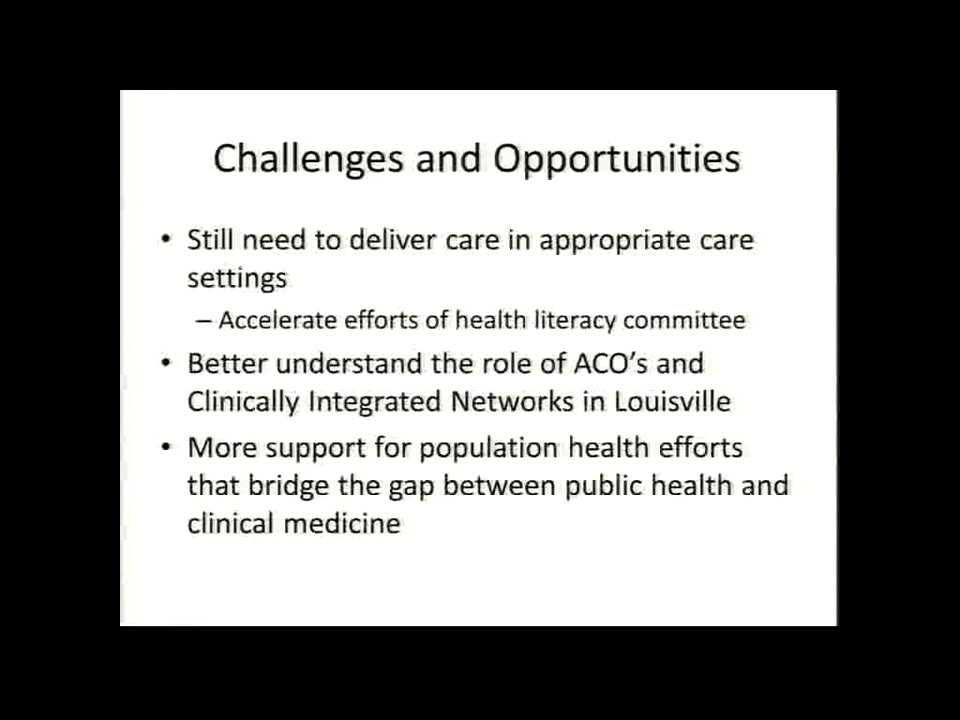 Challenges and Opportunities
• Still need to deliver care in appropriate care
settings
– Accelerate efforts of health literacy committee
• Better understand the role of ACO's and
Clinically Integrated Networks in Louisville
• More support for population health efforts
that bridge the gap between public health and
clinical medicine